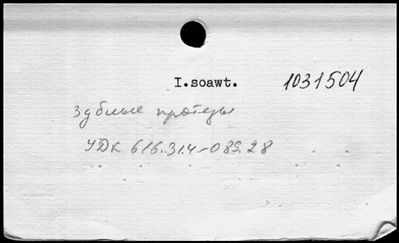 I.soawt. 1031504
Зубные протезы
УДК 616.314-089.28